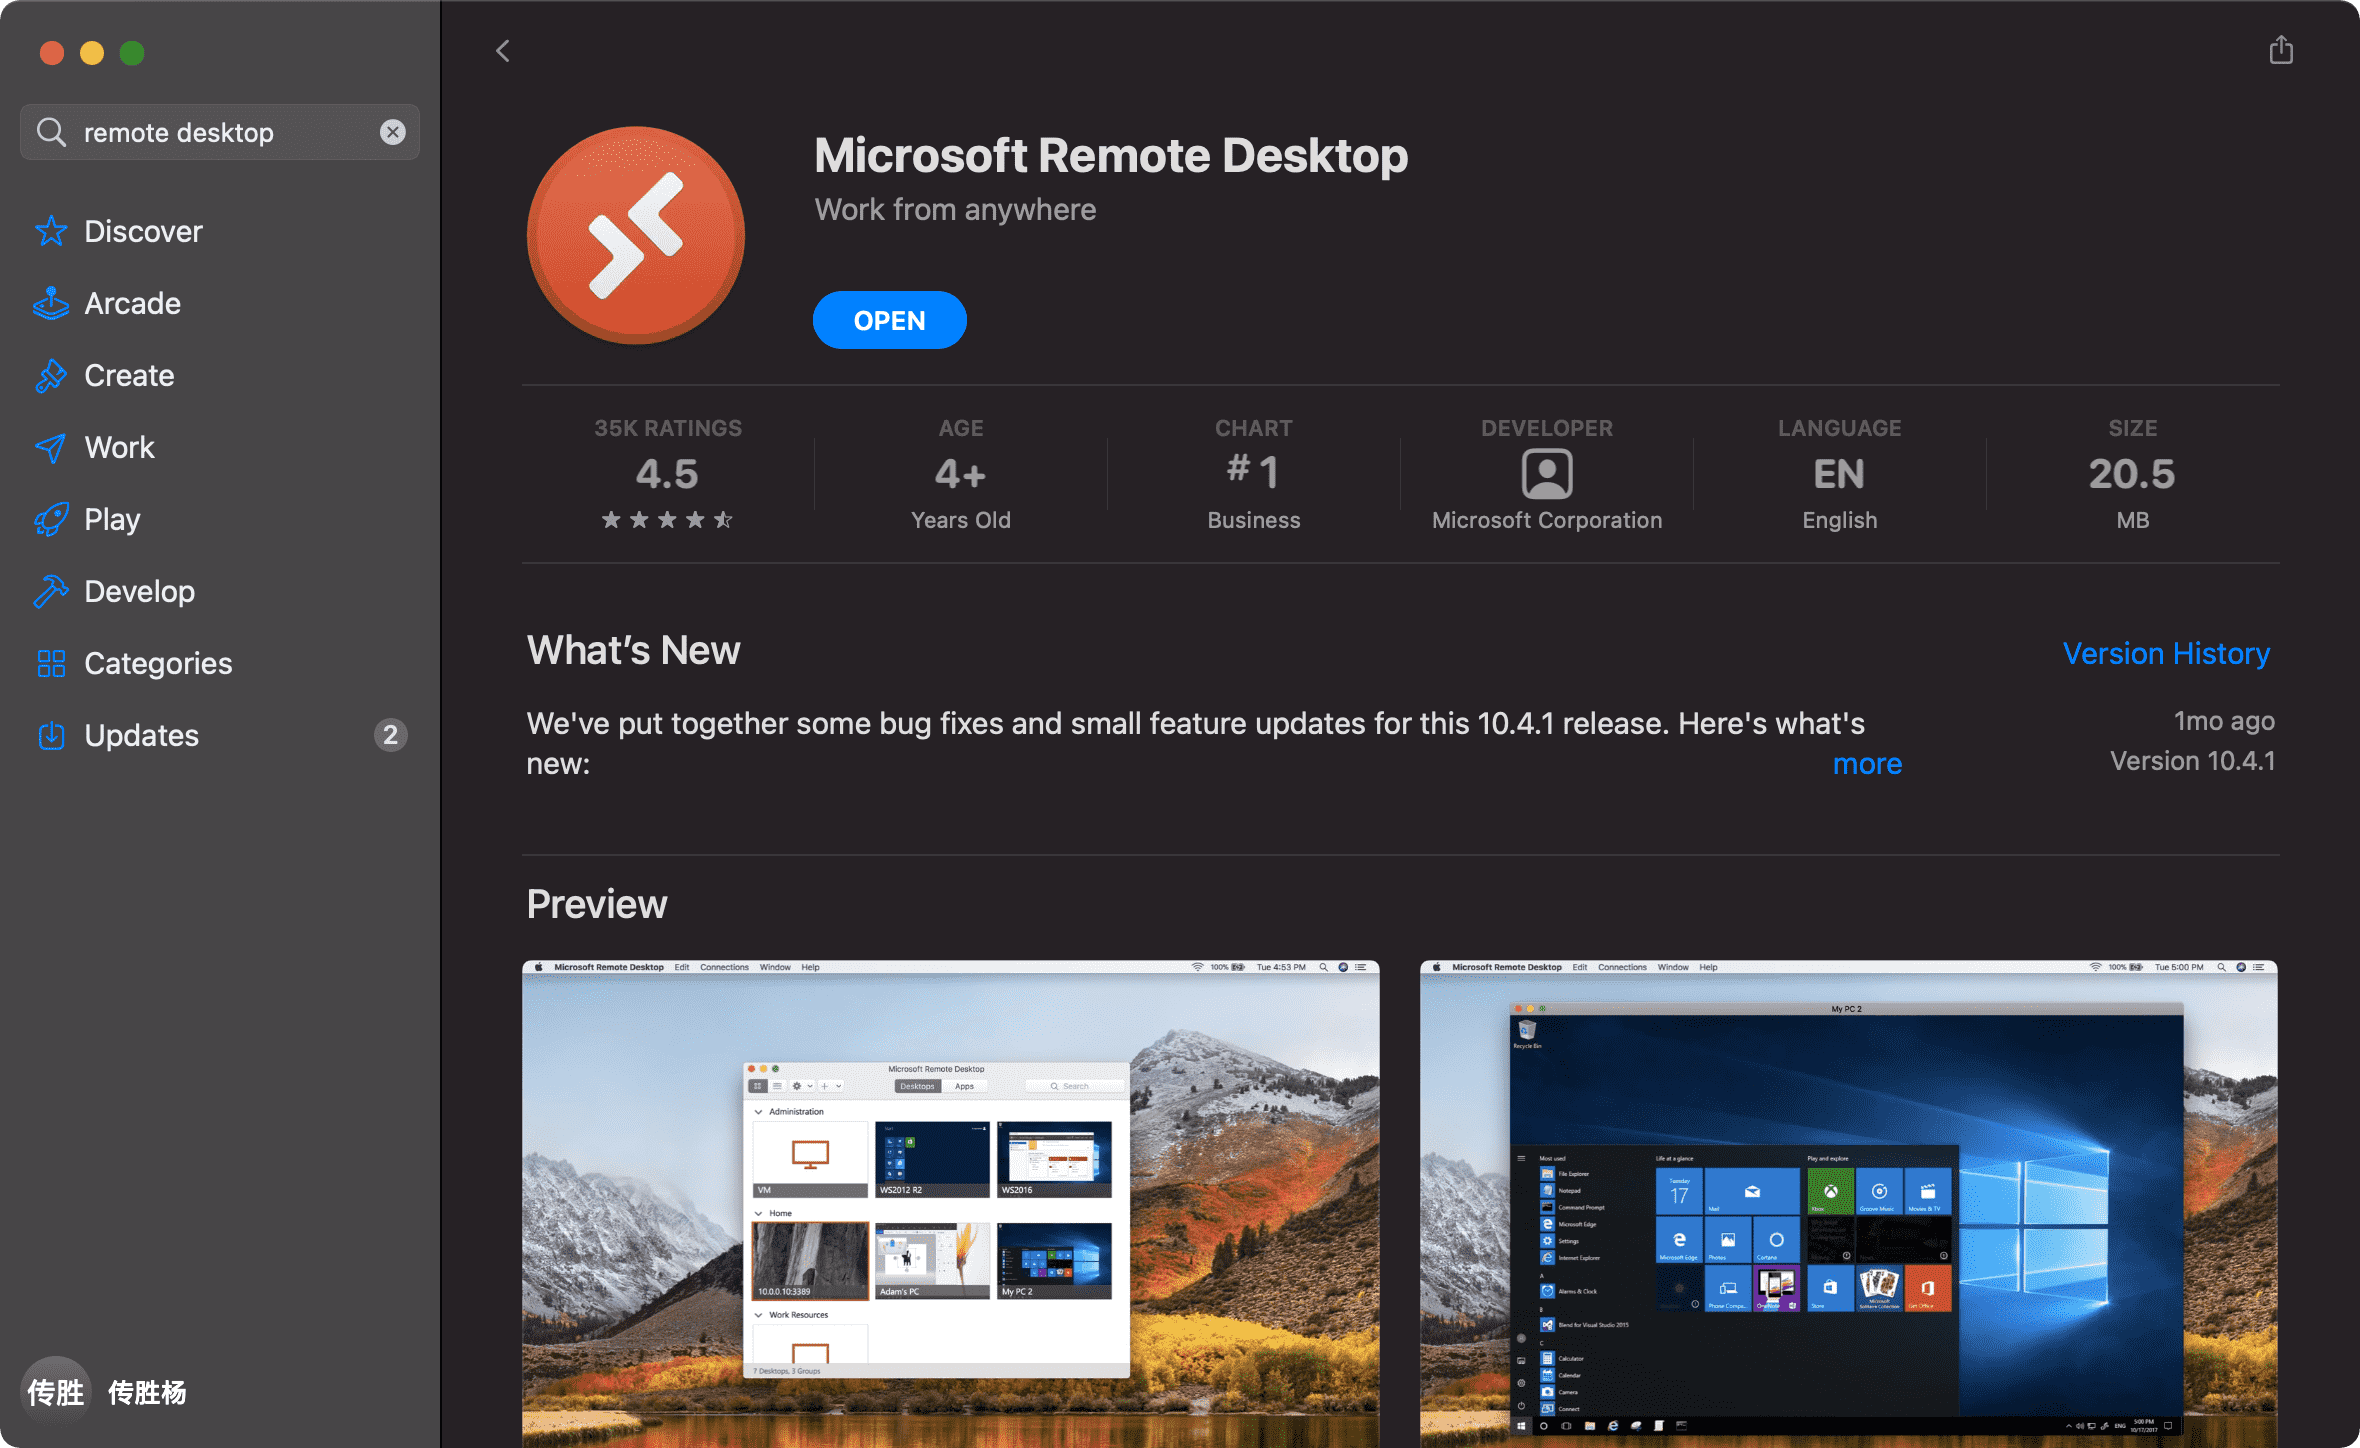 remote desktop
Discover
Arcade
Create
Work
Play
Develop
Categories
Updates 2
传胜 传胜杨
Microsoft Remote Desktop
Work from anywhere
OPEN
35K RATINGS
4.5
AGE
4+
Years Old
CHART
#1
Business
DEVELOPER
Microsoft Corporation
LANGUAGE
EN
English
SIZE
20.5
MB
What's New
Version History
We've put together some bug fixes and small feature updates for this 10.4.1 release. Here's what's
new: more
1mo ago
Version 10.4.1
Preview
Microsoft Remote Desktop Edit Connections Window Help 100% Tue 4:53 PM
Microsoft Remote Desktop
Desktops Apps Search
Administration
VM WS2012 R2 WS2016
Home
10.0.0.10:3389 Adam's PC My PC 2
Work Resources
7 Desktops, 3 Groups
Microsoft Remote Desktop Edit Connections Window Help 100% Tue 5:00 PM
My PC 2
Recycle Bin
Most used
File Explorer
Notepad
Command Prompt
Microsoft Edge
Settings
Internet Explorer
A
Alarms & Clock
B
Blend for Visual Studio 2015
C
Calculator
Calendar
Camera
Connect
Life at a glance
Tuesday
17
Mail
Microsoft Edge Photos Cortana
Phone Compa... OneNote
Play and explore
Xbox Groove Music Movies & TV
Store Microsoft Solitaire Collection Get Office
ENG
5:00 PM
10/17/2017